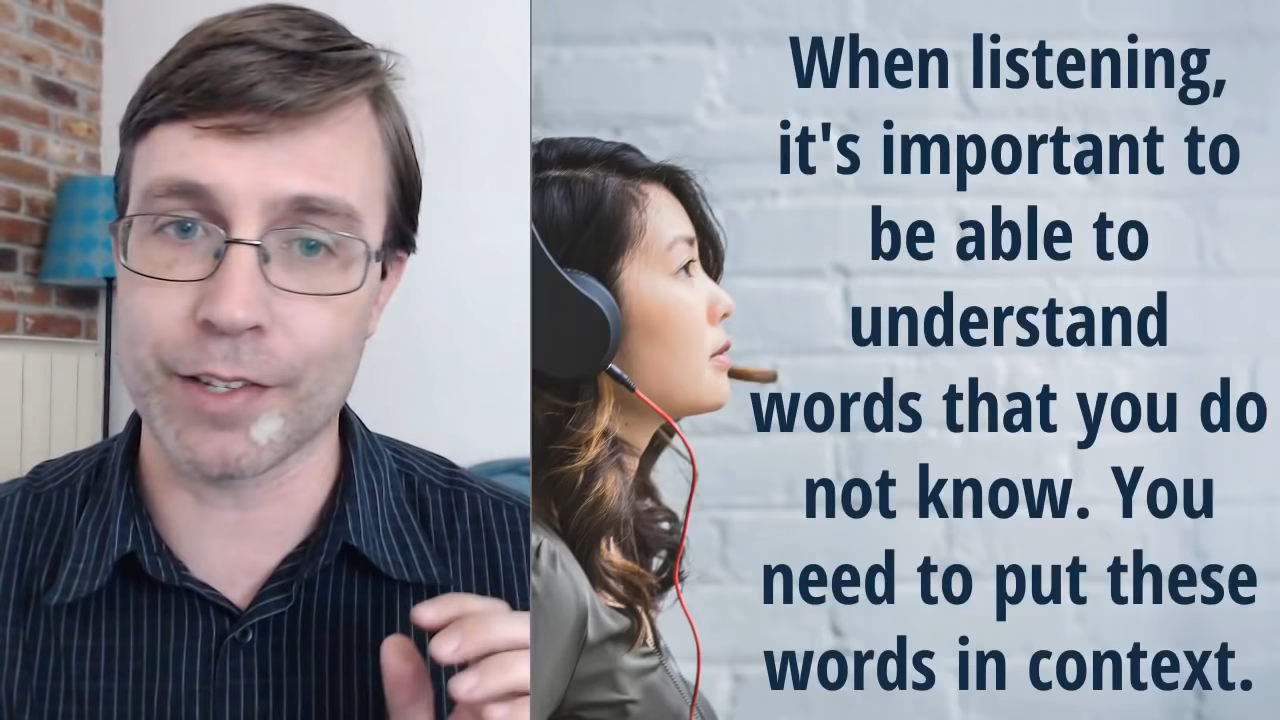 When listening,
it's important to
be able to
understand
words that you do
not know. You
need to put these
words in context.